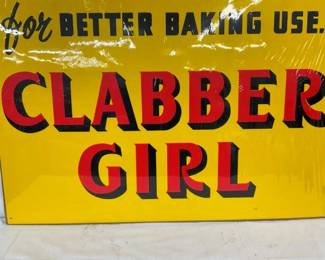 for BETTER BAKING USE.
CLABBER
GIRL